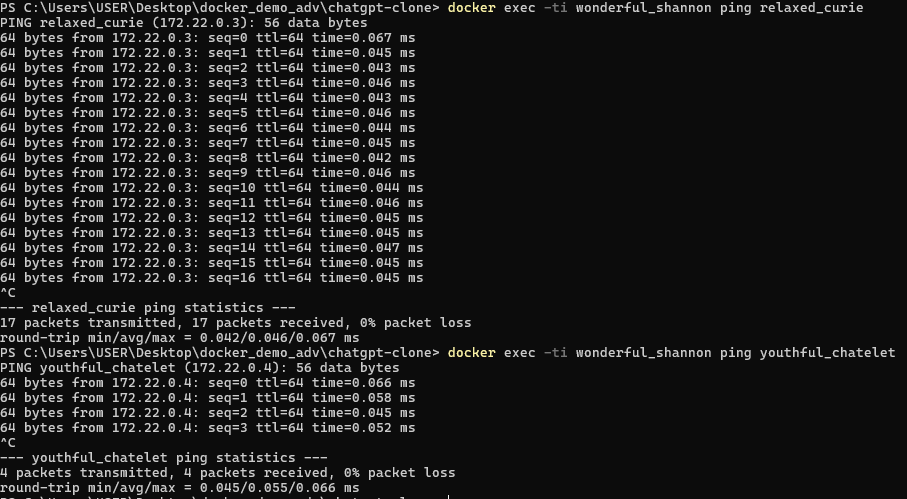 PS C:\Users\USER\Desktop\docker_demo_adv\chatgpt-clone> docker exec -ti wonderful_shannon ping relaxed_curie
PING relaxed_curie (172.22.0.3): 56 data bytes
64 bytes from 172.22.0.3: seq=0 ttl=64 time=0.067 ms
64 bytes from 172.22.0.3: seq=1 ttl=64 time=0.045 ms
64 bytes from 172.22.0.3: seq=2 ttl=64 time=0.043 ms
64 bytes from 172.22.0.3: seq=3 ttl=64 time=0.046 ms
64 bytes from 172.22.0.3: seq=4 ttl=64 time=0.043 ms
64 bytes from 172.22.0.3: seq=5 ttl=64 time=0.046 ms
64 bytes from 172.22.0.3: seq=6 ttl=64 time=0.044 ms
64 bytes from 172.22.0.3: seq=7 ttl=64 time=0.045 ms
64 bytes from 172.22.0.3: seq=8 ttl=64 time=0.042 ms
64 bytes from 172.22.0.3: seq=9 ttl=64 time=0.046 ms
64 bytes from 172.22.0.3: seq=10 ttl=64 time=0.044 ms
64 bytes from 172.22.0.3: seq=11 ttl=64 time=0.046 ms
64 bytes from 172.22.0.3: seq=12 ttl=64 time=0.045 ms
64 bytes from 172.22.0.3: seq=13 ttl=64 time=0.045 ms
64 bytes from 172.22.0.3: seq=14 ttl=64 time=0.047 ms
64 bytes from 172.22.0.3: seq=15 ttl=64 time=0.045 ms
64 bytes from 172.22.0.3: seq=16 ttl=64 time=0.045 ms
^C
--- relaxed_curie ping statistics ---
17 packets transmitted, 17 packets received, 0% packet loss
round-trip min/avg/max = 0.042/0.046/0.067 ms
PS C:\Users\USER\Desktop\docker_demo_adv\chatgpt-clone> docker exec -ti wonderful_shannon ping youthful_chatelet
PING youthful_chatelet (172.22.0.4): 56 data bytes
64 bytes from 172.22.0.4: seq=0 ttl=64 time=0.066 ms
64 bytes from 172.22.0.4: seq=1 ttl=64 time=0.058 ms
64 bytes from 172.22.0.4: seq=2 ttl=64 time=0.045 ms
64 bytes from 172.22.0.4: seq=3 ttl=64 time=0.052 ms
^C
--- youthful_chatelet ping statistics ---
4 packets transmitted, 4 packets received, 0% packet loss
round-trip min/avg/max = 0.045/0.055/0.066 ms